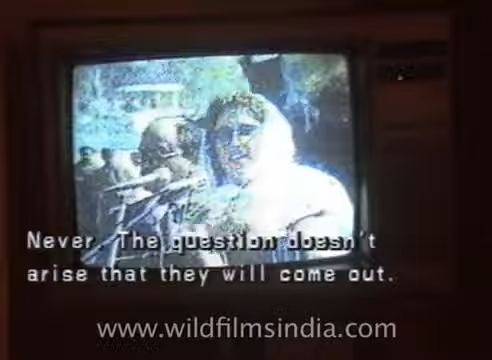 Never. The question doesn't
arise that they will come out.
www.wildfilmsindia.com